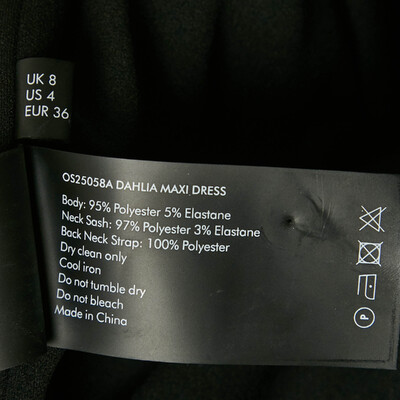 UK 8
US 4
EUR 36
OS25058A DAHLIA MAXI DRESS
Body: 95% Polyester 5% Elastane
Neck Sash: 97% Polyester 3% Elastane
Back Neck Strap: 100% Polyester
Dry clean only
Cool iron
Do not tumble dry
Do not bleach
Made in China
P